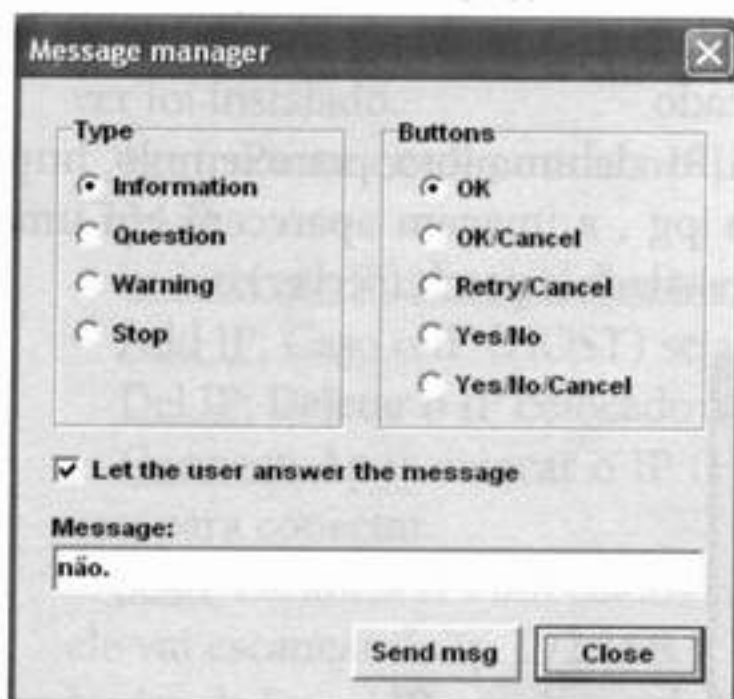 Message manager
Type
Information
Question
Warning
Stop
Buttons
OK
OK/Cancel
Retry/Cancel
Yes/No
Yes/No/Cancel
Let the user answer the message
Message:
não.
Send msg
Close